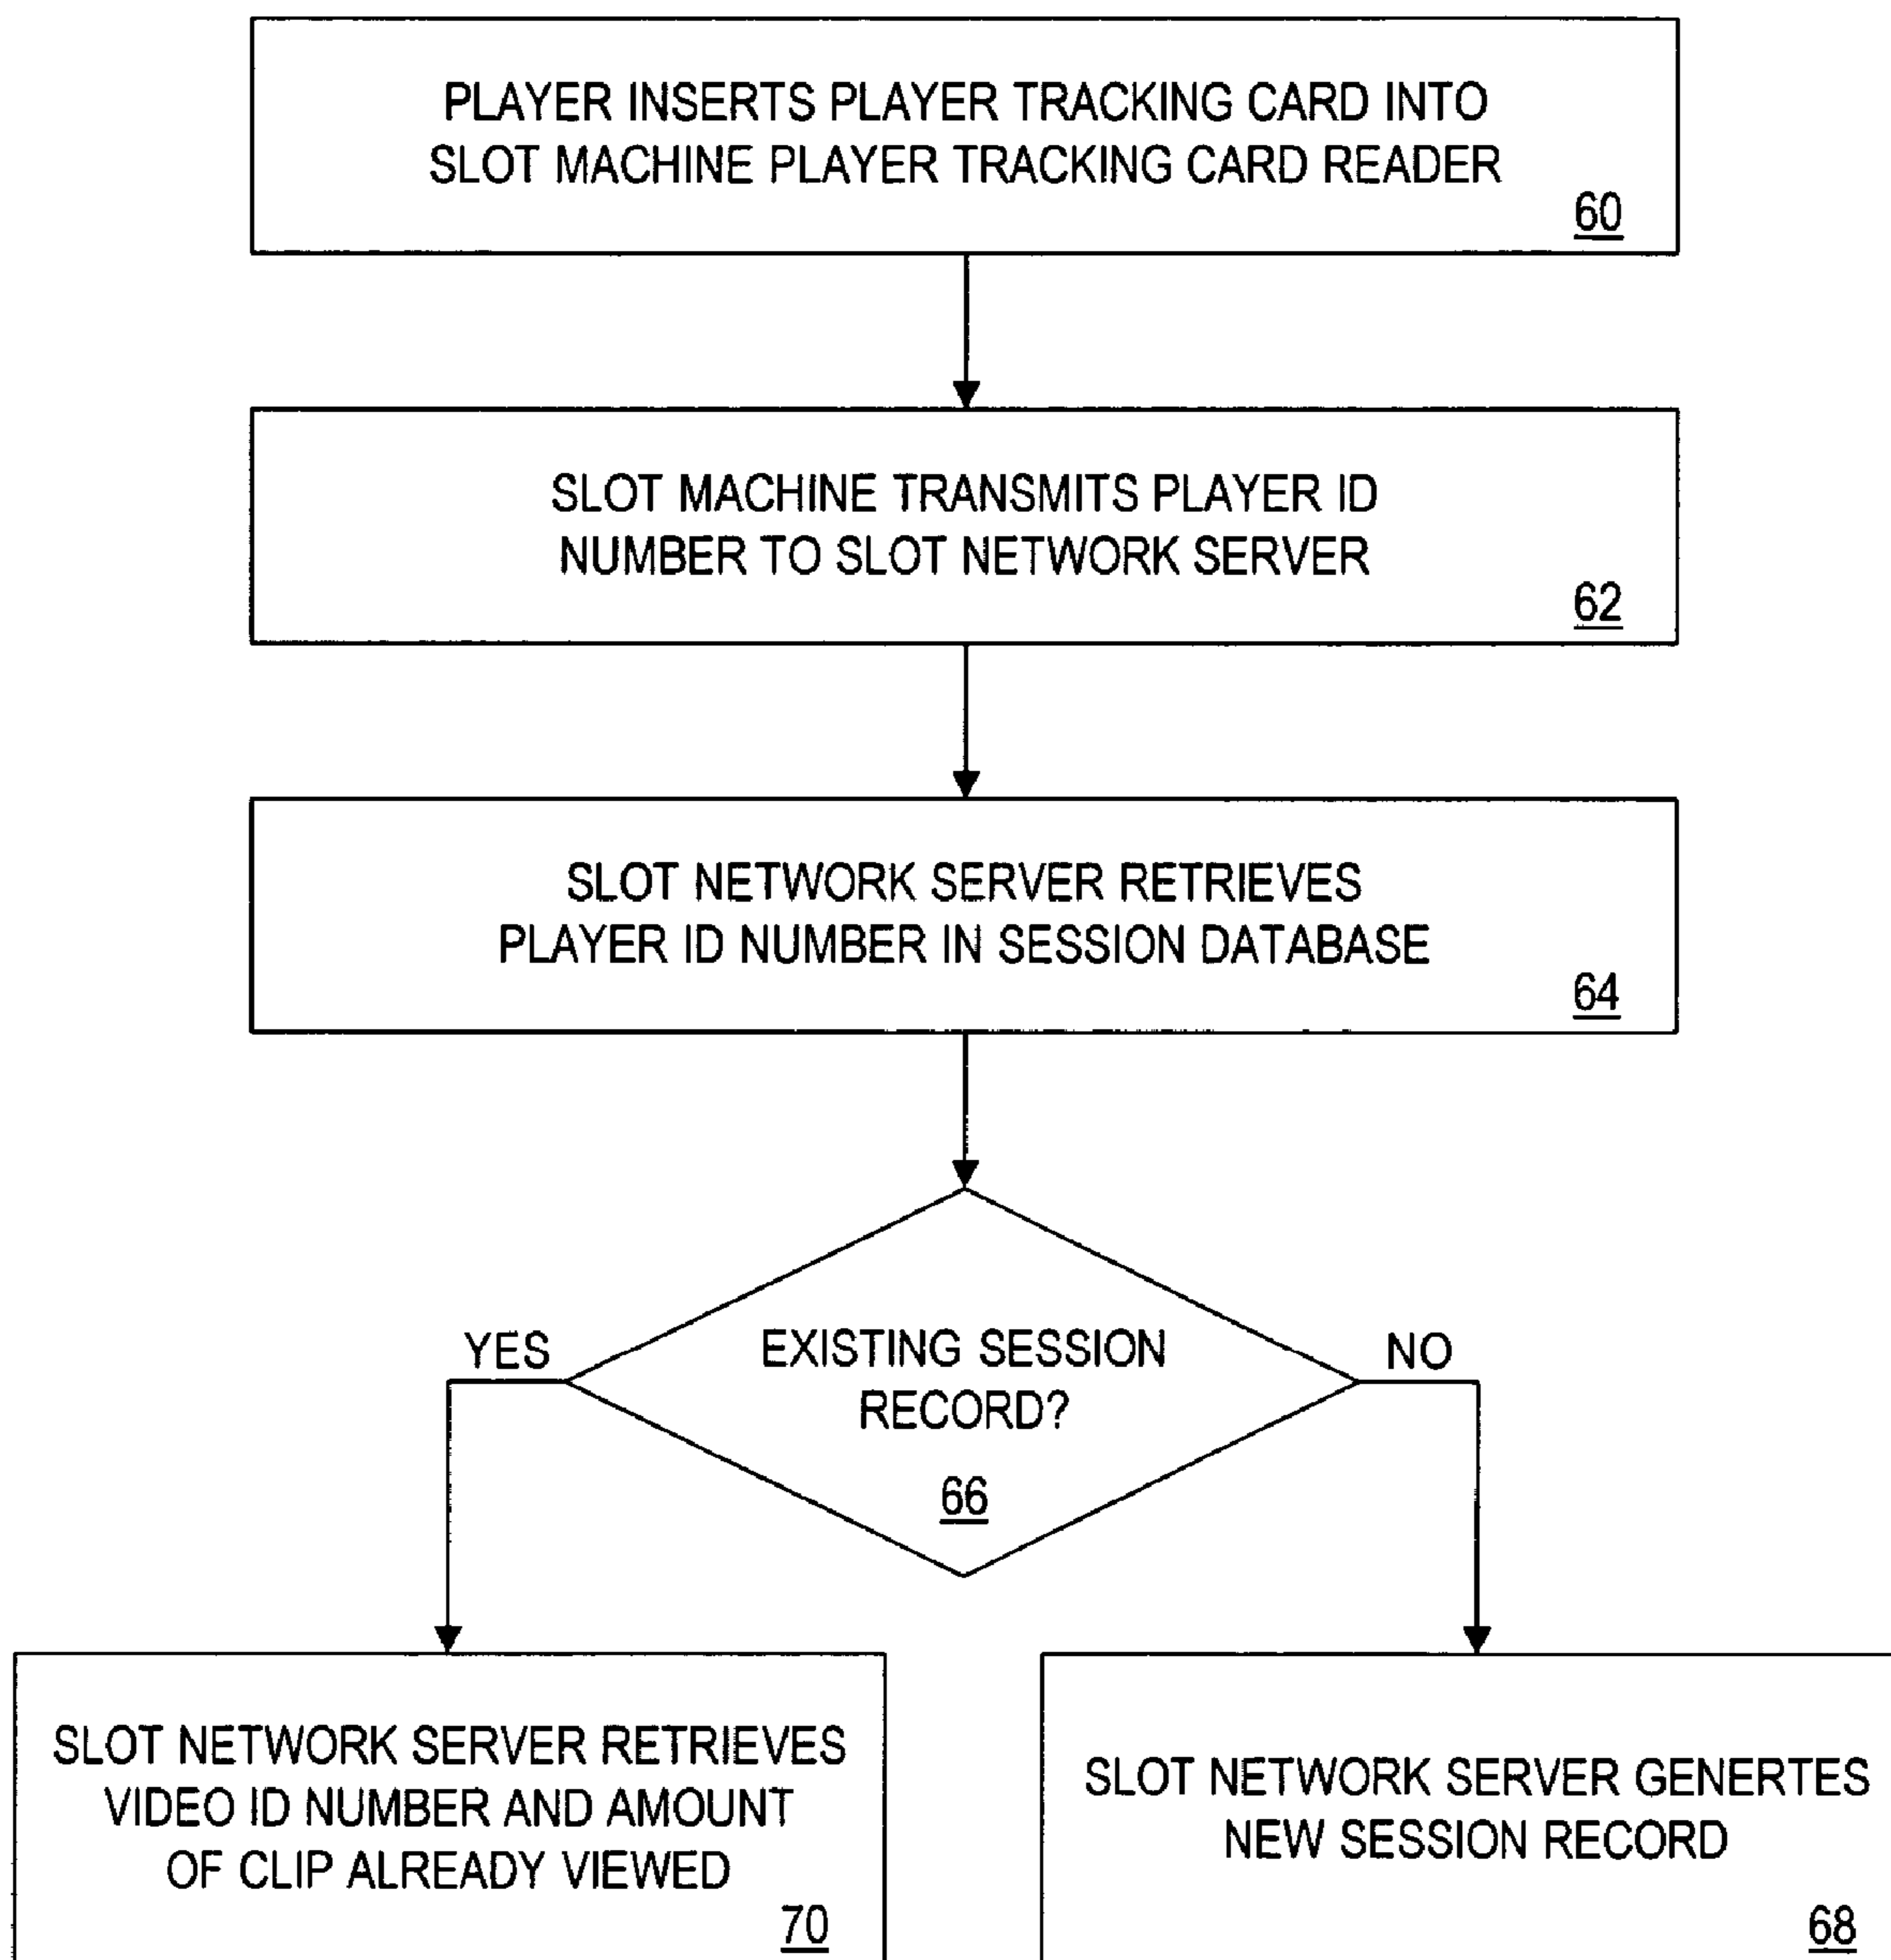 PLAYER INSERTS PLAYER TRACKING CARD INTO
SLOT MACHINE PLAYER TRACKING CARD READER
60
SLOT MACHINE TRANSMITS PLAYER ID
NUMBER TO SLOT NETWORK SERVER
62
SLOT NETWORK SERVER RETRIEVES
PLAYER ID NUMBER IN SESSION DATABASE
64
YES
EXISTING SESSION
RECORD?
66
NO
SLOT NETWORK SERVER RETRIEVES
VIDEO ID NUMBER AND AMOUNT
OF CLIP ALREADY VIEWED
70
SLOT NETWORK SERVER GENERTES
NEW SESSION RECORD
68